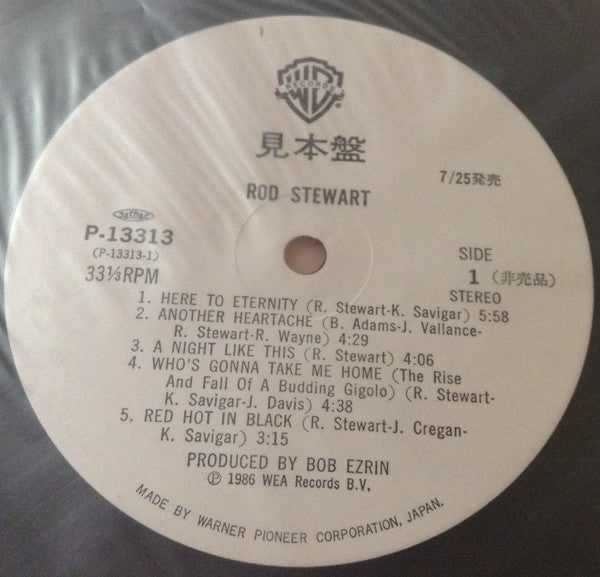 WB RECORDS
®
見本盤
7/25発売
ROD STEWART
JASRAC
P-13313
(P-13313-1)
33⅓RPM
SIDE
1 (非売品)
STEREO
1. HERE TO ETERNITY (R. Stewart-K. Savigar) 5:58
2. ANOTHER HEARTACHE (B. Adams-J. Vallance-
R. Stewart-R. Wayne) 4:29
3. A NIGHT LIKE THIS (R. Stewart) 4:06
4. WHO'S GONNA TAKE ME HOME (The Rise
And Fall Of A Budding Gigolo) (R. Stewart-
K. Savigar-J. Davis) 4:38
5. RED HOT IN BLACK (R. Stewart-J. Cregan-
K. Savigar) 3:15
PRODUCED BY BOB EZRIN
℗ 1986 WEA Records B.V.
MADE BY WARNER PIONEER CORPORATION, JAPAN.